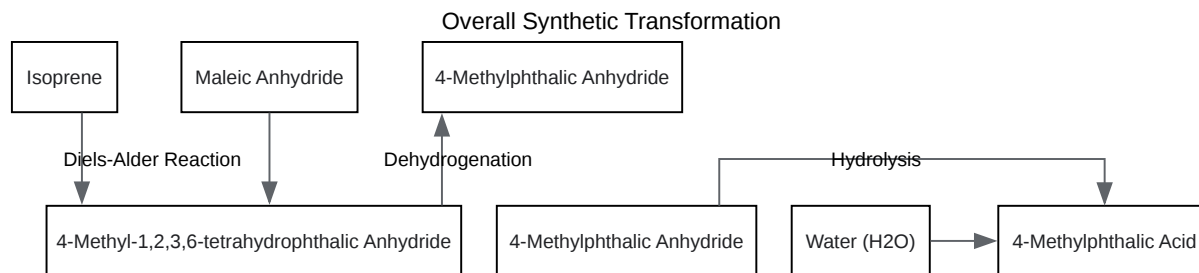 Overall Synthetic Transformation
Isoprene
Maleic Anhydride
4-Methylphthalic Anhydride
Diels-Alder Reaction
Dehydrogenation
Hydrolysis
4-Methyl-1,2,3,6-tetrahydrophthalic Anhydride
4-Methylphthalic Anhydride
Water (H2O)
4-Methylphthalic Acid